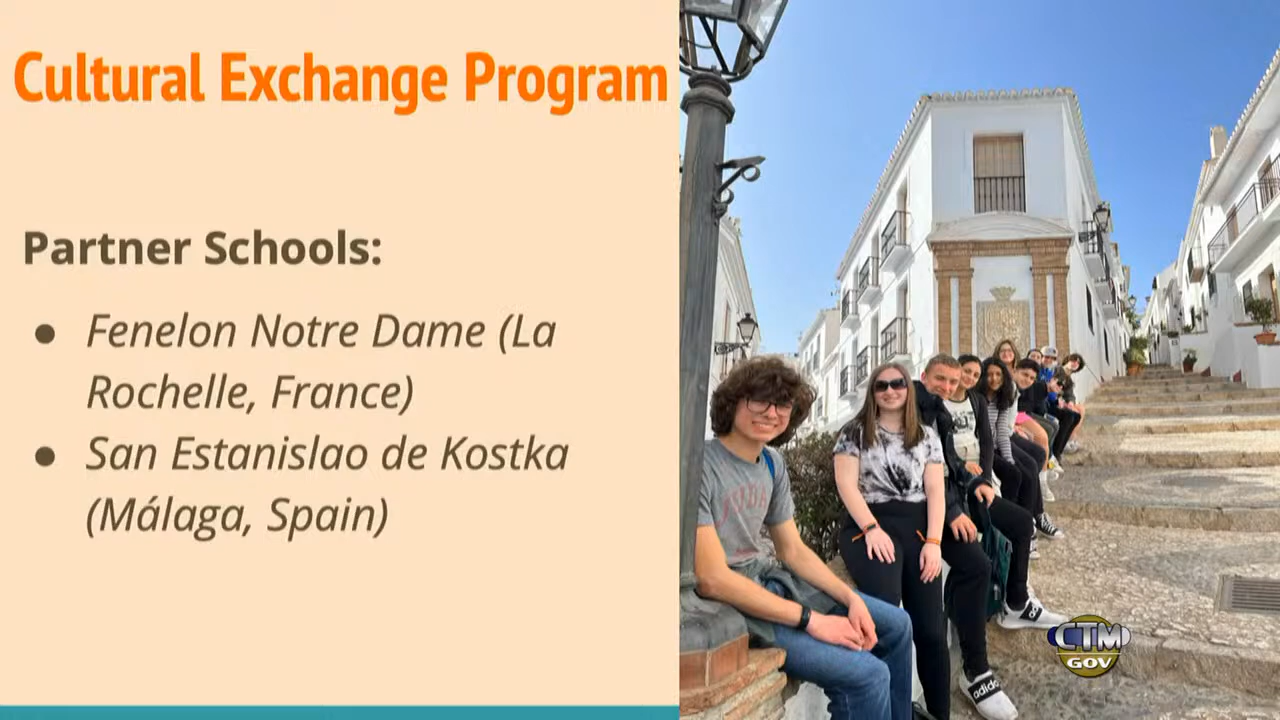 Cultural Exchange Program
Partner Schools:
● Fenelon Notre Dame (La
Rochelle, France)
● San Estanislao de Kostka
(Málaga, Spain)
adidas
CTM
GOV